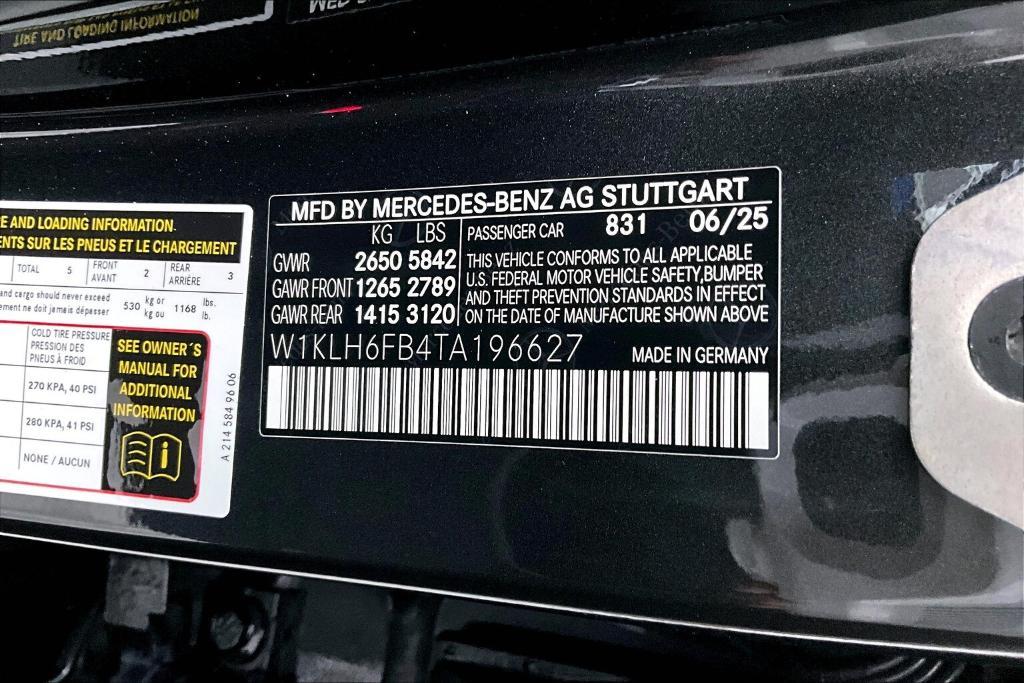 TIRE AND LOADING INFORMATION
MFD BY MERCEDES-BENZ AG STUTTGART
KG LBS
GVWR 2650 5842
GAWR FRONT 1265 2789
GAWR REAR 1415 3120
PASSENGER CAR 831 06/25
THIS VEHICLE CONFORMS TO ALL APPLICABLE
U.S. FEDERAL MOTOR VEHICLE SAFETY,BUMPER
AND THEFT PREVENTION STANDARDS IN EFFECT
ON THE DATE OF MANUFACTURE SHOWN ABOVE
W1KLH6FB4TA196627 MADE IN GERMANY
E AND LOADING INFORMATION
ENTS SUR LES PNEUS ET LE CHARGEMENT
TOTAL 5 FRONT AVANT 2 REAR ARRIÈRE 3
and cargo should never exceed 530 kg or 1168 lbs.
ement ne doit jamais dépasser kg ou lb.
COLD TIRE PRESSURE
PRESSION DES
PNEUS À FROID
270 KPA, 40 PSI
280 KPA, 41 PSI
NONE / AUCUN
SEE OWNER´S
MANUAL FOR
ADDITIONAL
INFORMATION
i
A 214 584 96 06